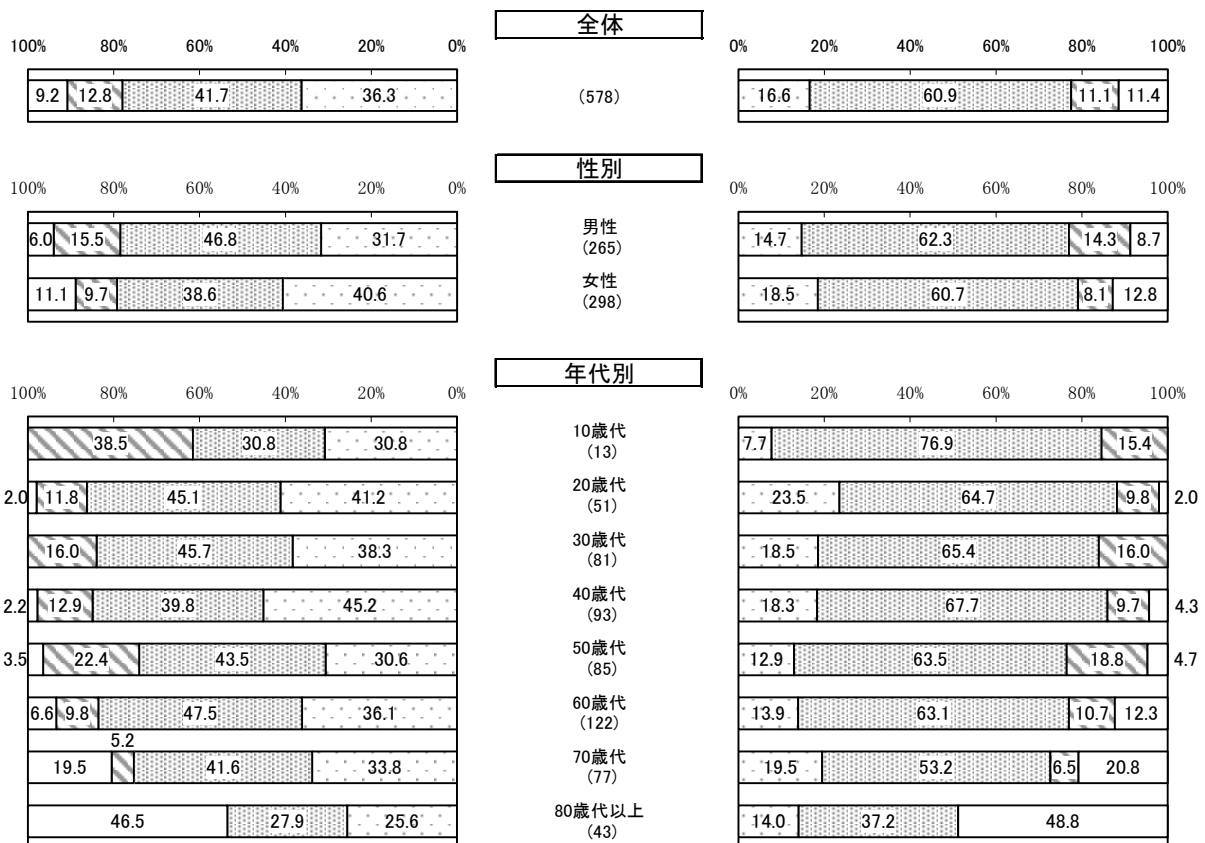 全体
100% 80% 60% 40% 20% 0% 0% 20% 40% 60% 80% 100%
9.2 12.8 41.7 36.3 (578) 16.6 60.9 11.1 11.4
性別
100% 80% 60% 40% 20% 0% 0% 20% 40% 60% 80% 100%
男性
6.0 15.5 46.8 31.7 (265) 14.7 62.3 14.3 8.7
女性
11.1 9.7 38.6 40.6 (298) 18.5 60.7 8.1 12.8
年代別
100% 80% 60% 40% 20% 0% 0% 20% 40% 60% 80% 100%
10歳代
38.5 30.8 30.8 (13) 7.7 76.9 15.4
20歳代
2.0 11.8 45.1 41.2 (51) 23.5 64.7 9.8 2.0
30歳代
16.0 45.7 38.3 (81) 18.5 65.4 16.0
40歳代
2.2 12.9 39.8 45.2 (93) 18.3 67.7 9.7 4.3
50歳代
3.5 22.4 43.5 30.6 (85) 12.9 63.5 18.8 4.7
60歳代
6.6 9.8 47.5 36.1 (122) 13.9 63.1 10.7 12.3
5.2
70歳代
19.5 41.6 33.8 (77) 19.5 53.2 6.5 20.8
80歳代以上
46.5 27.9 25.6 (43) 14.0 37.2 48.8